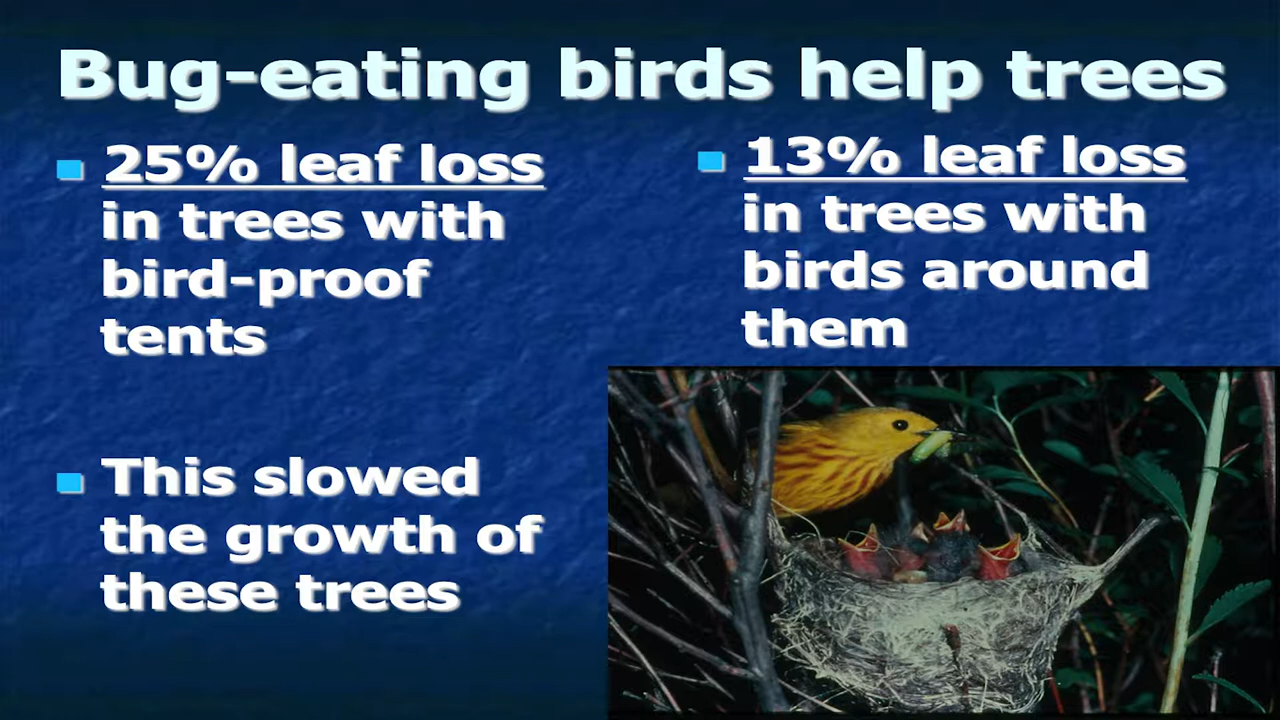 Bug-eating birds help trees
25% leaf loss
in trees with
bird-proof
tents
This slowed
the growth of
these trees
13% leaf loss
in trees with
birds around
them